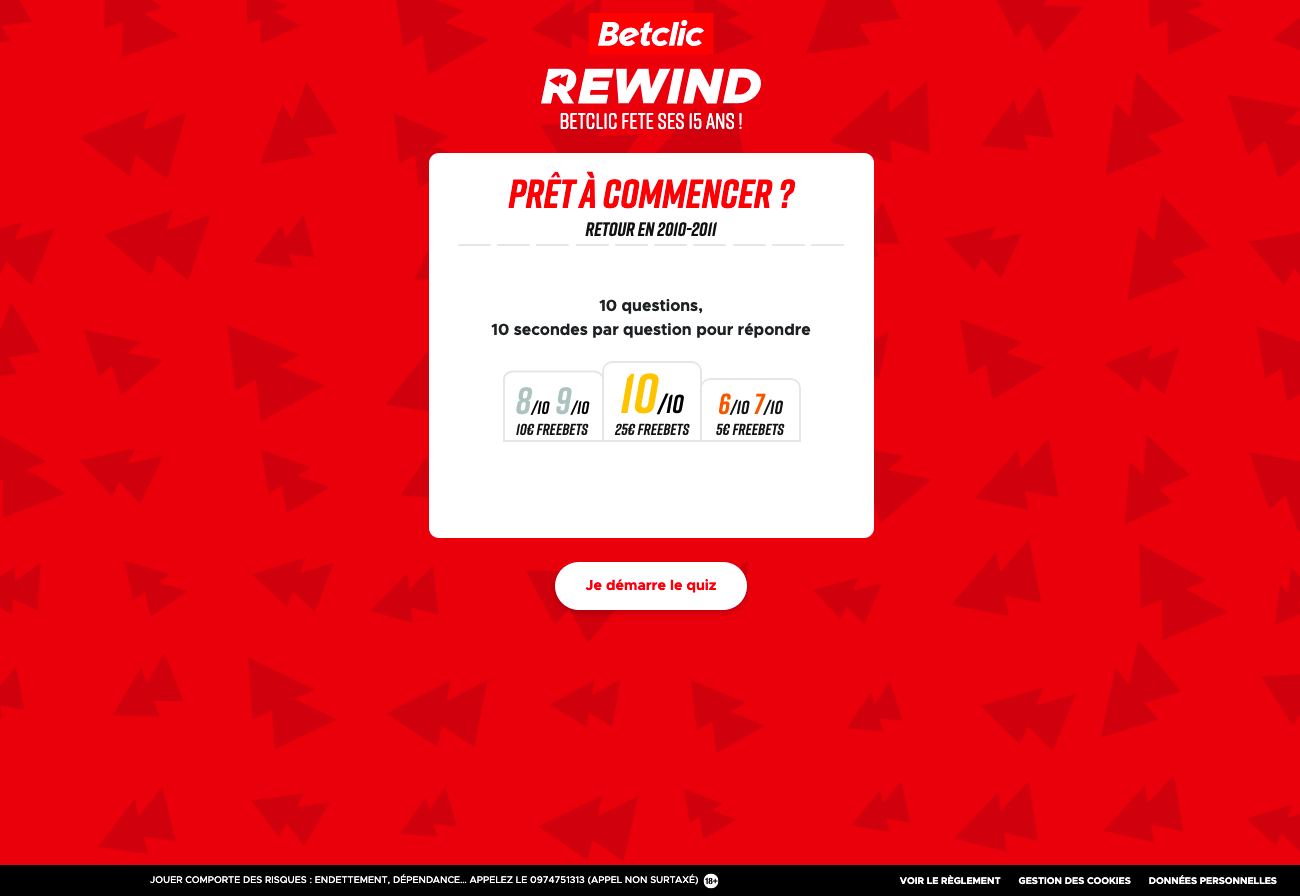 Betclic
REWIND
BETCLIC FETE SES 15 ANS !
PRÊT À COMMENCER ?
RETOUR EN 2010-2011
10 questions,
10 secondes par question pour répondre
8/10 9/10
10€ FREEBETS
10/10
25€ FREEBETS
6/10 7/10
5€ FREEBETS
Je démarre le quiz
JOUER COMPORTE DES RISQUES : ENDETTEMENT, DÉPENDANCE... APPELEZ LE 0974751313 (APPEL NON SURTAXÉ) 18+
VOIR LE RÈGLEMENT
GESTION DES COOKIES
DONNÉES PERSONNELLES